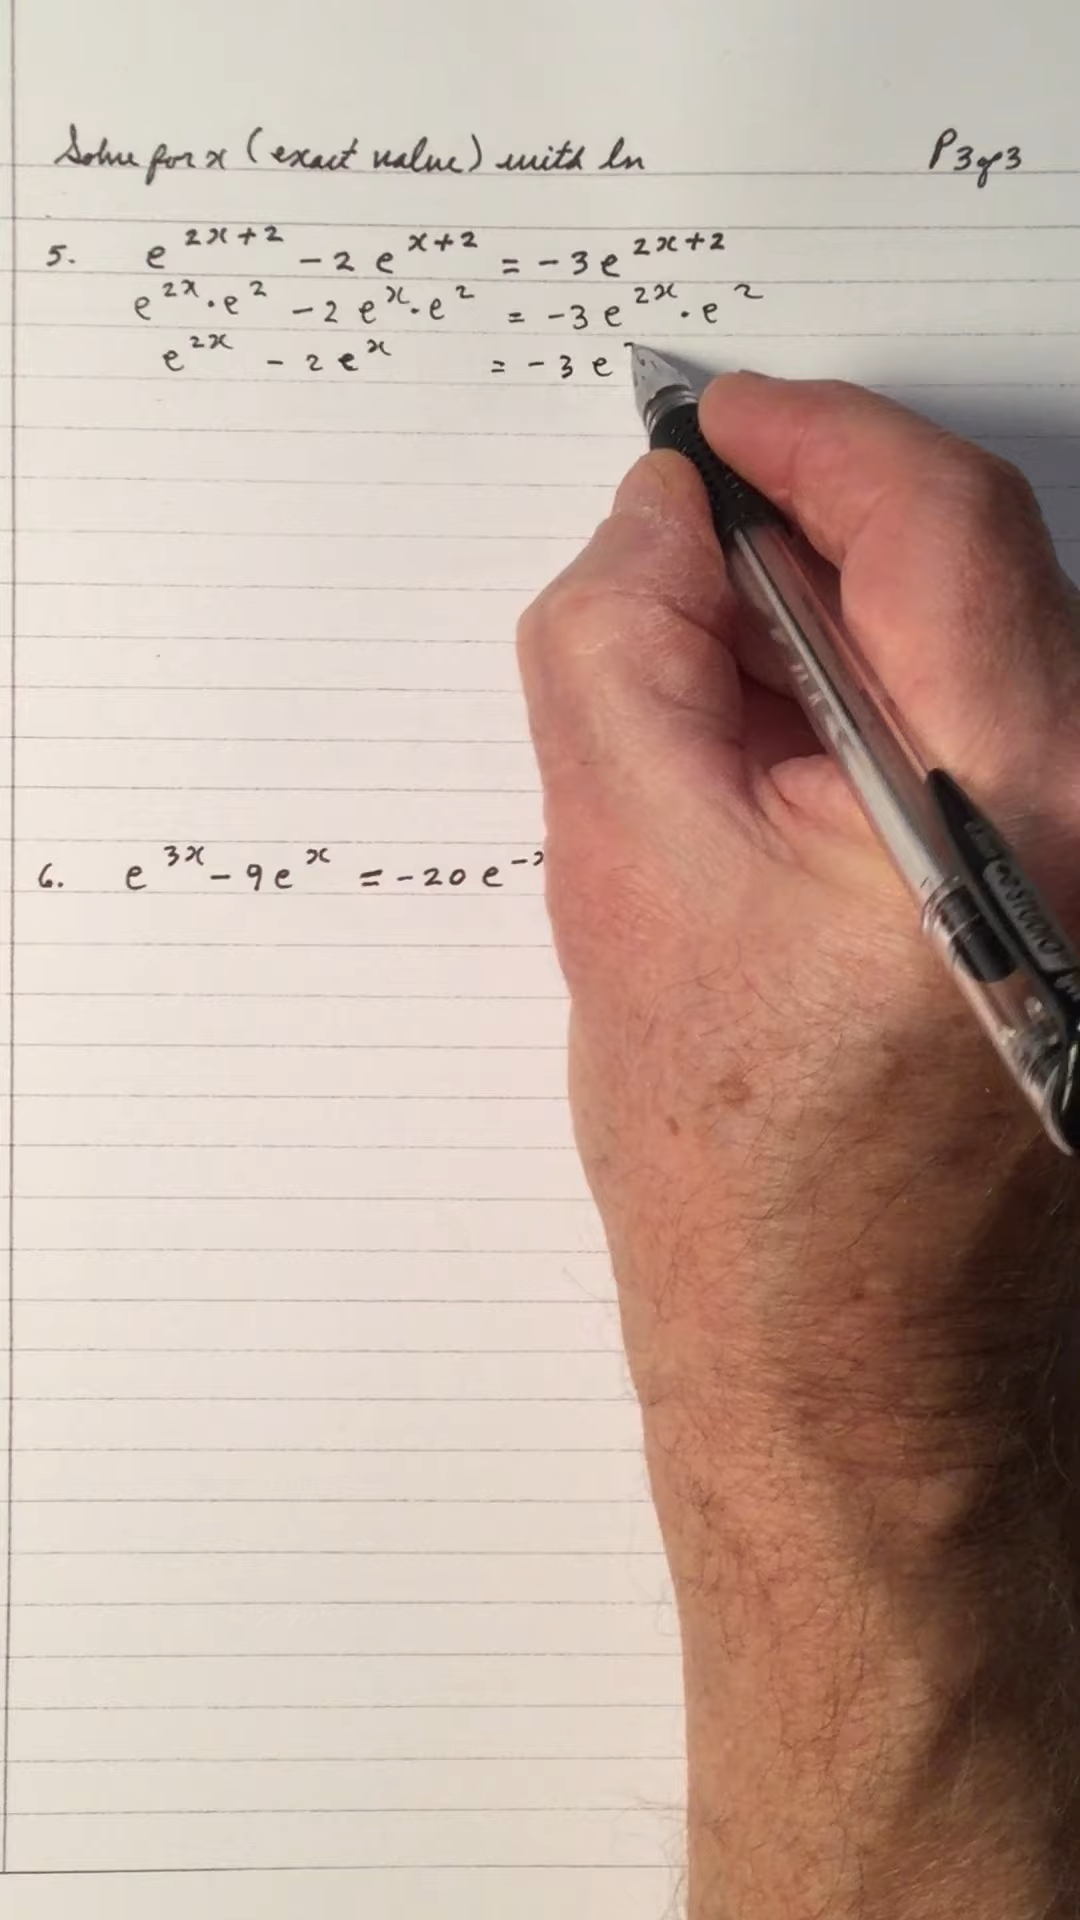 Solve for x (exact value) with ln P 3 of 3
5. e^{2x+2} - 2e^{x+2} = -3e^{2x+2}
e^{2x} · e^2 - 2e^x · e^2 = -3e^{2x} · e^2
e^{2x} - 2e^x = -3e
6. e^{3x} - 9e^x = -20e^{-x}